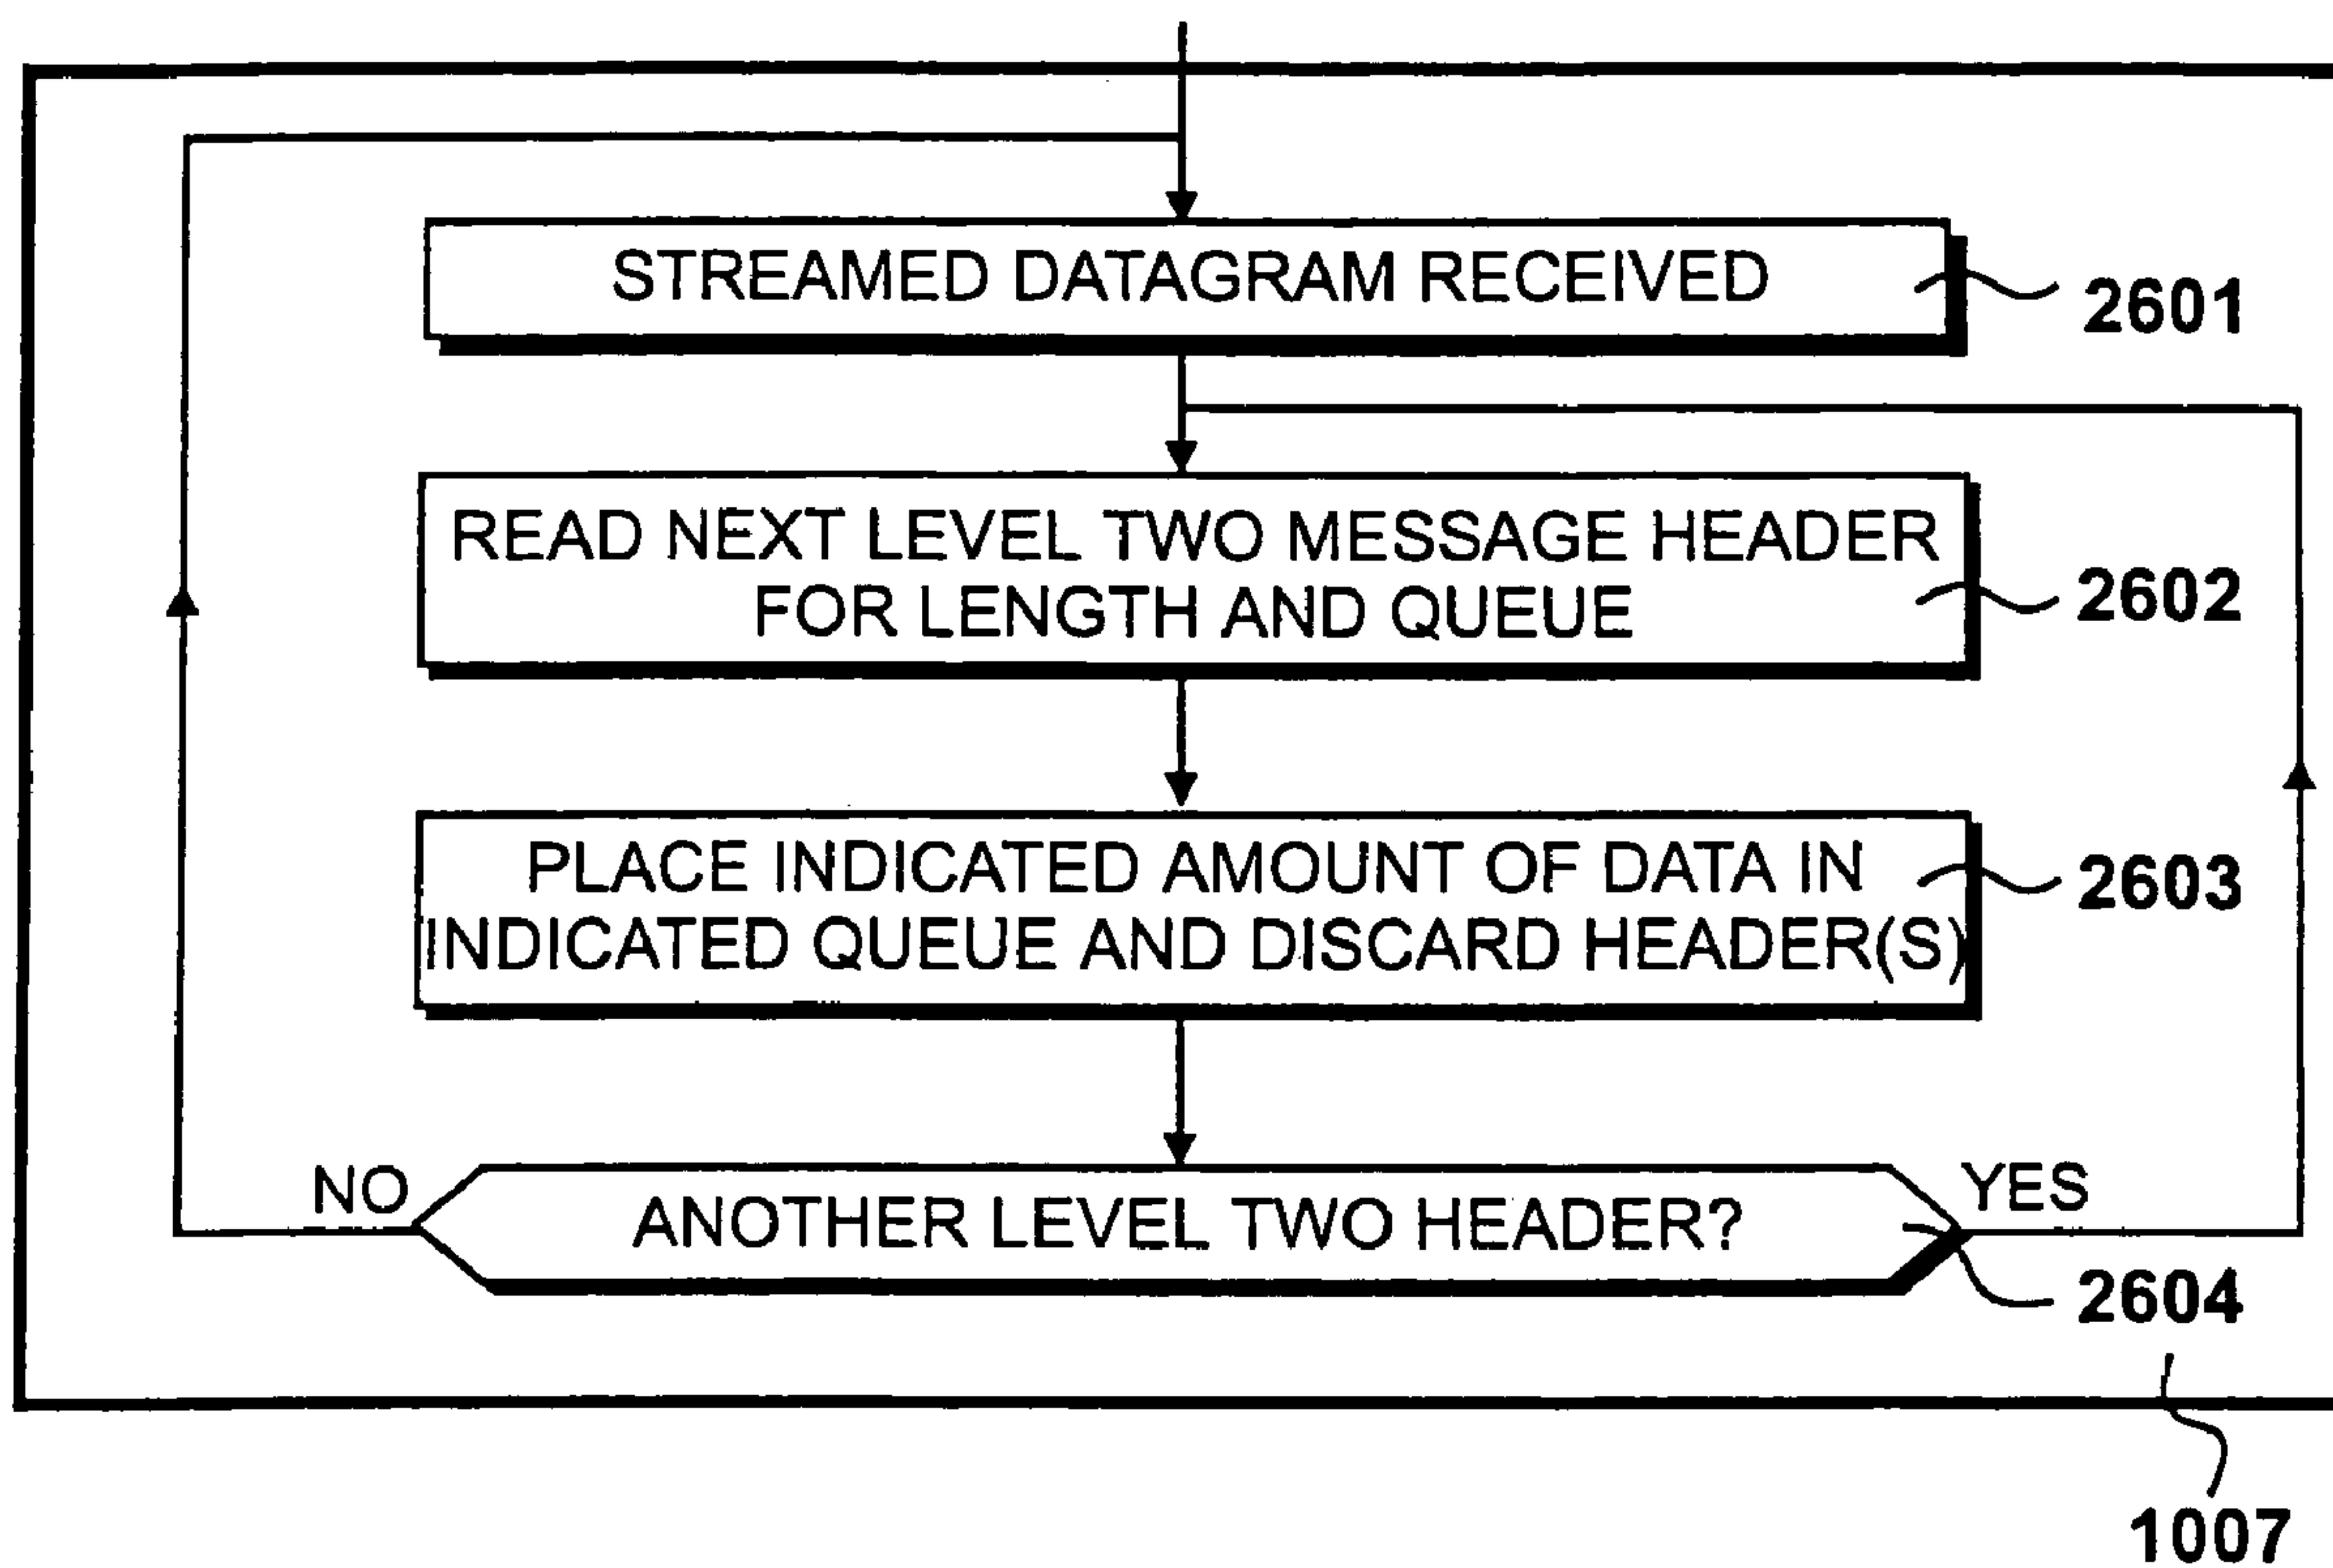 STREAMED DATAGRAM RECEIVED
2601
READ NEXT LEVEL TWO MESSAGE HEADER
FOR LENGTH AND QUEUE
2602
PLACE INDICATED AMOUNT OF DATA IN
INDICATED QUEUE AND DISCARD HEADER(S)
2603
NO
ANOTHER LEVEL TWO HEADER?
YES
2604
1007